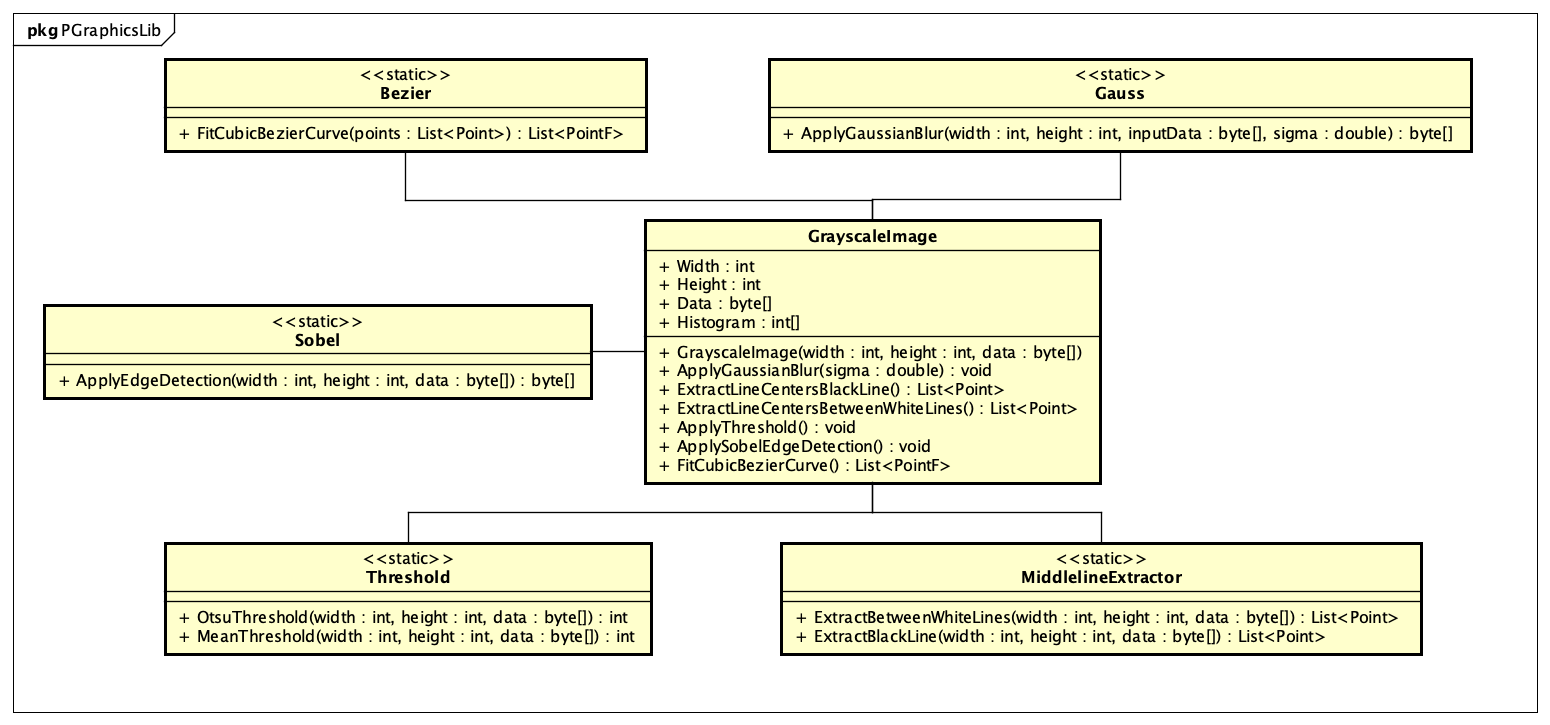 pkg PGraphicsLib
<<static>>
Bezier
+ FitCubicBezierCurve(points : List<Point>) : List<PointF>
<<static>>
Gauss
+ ApplyGaussianBlur(width : int, height : int, inputData : byte[], sigma : double) : byte[]
GrayscaleImage
+ Width : int
+ Height : int
+ Data : byte[]
+ Histogram : int[]
+ GrayscaleImage(width : int, height : int, data : byte[])
+ ApplyGaussianBlur(sigma : double) : void
+ ExtractLineCentersBlackLine() : List<Point>
+ ExtractLineCentersBetweenWhiteLines() : List<Point>
+ ApplyThreshold() : void
+ ApplySobelEdgeDetection() : void
+ FitCubicBezierCurve() : List<PointF>
<<static>>
Sobel
+ ApplyEdgeDetection(width : int, height : int, data : byte[]) : byte[]
<<static>>
Threshold
+ OtsuThreshold(width : int, height : int, data : byte[]) : int
+ MeanThreshold(width : int, height : int, data : byte[]) : int
<<static>>
MiddlelineExtractor
+ ExtractBetweenWhiteLines(width : int, height : int, data : byte[]) : List<Point>
+ ExtractBlackLine(width : int, height : int, data : byte[]) : List<Point>